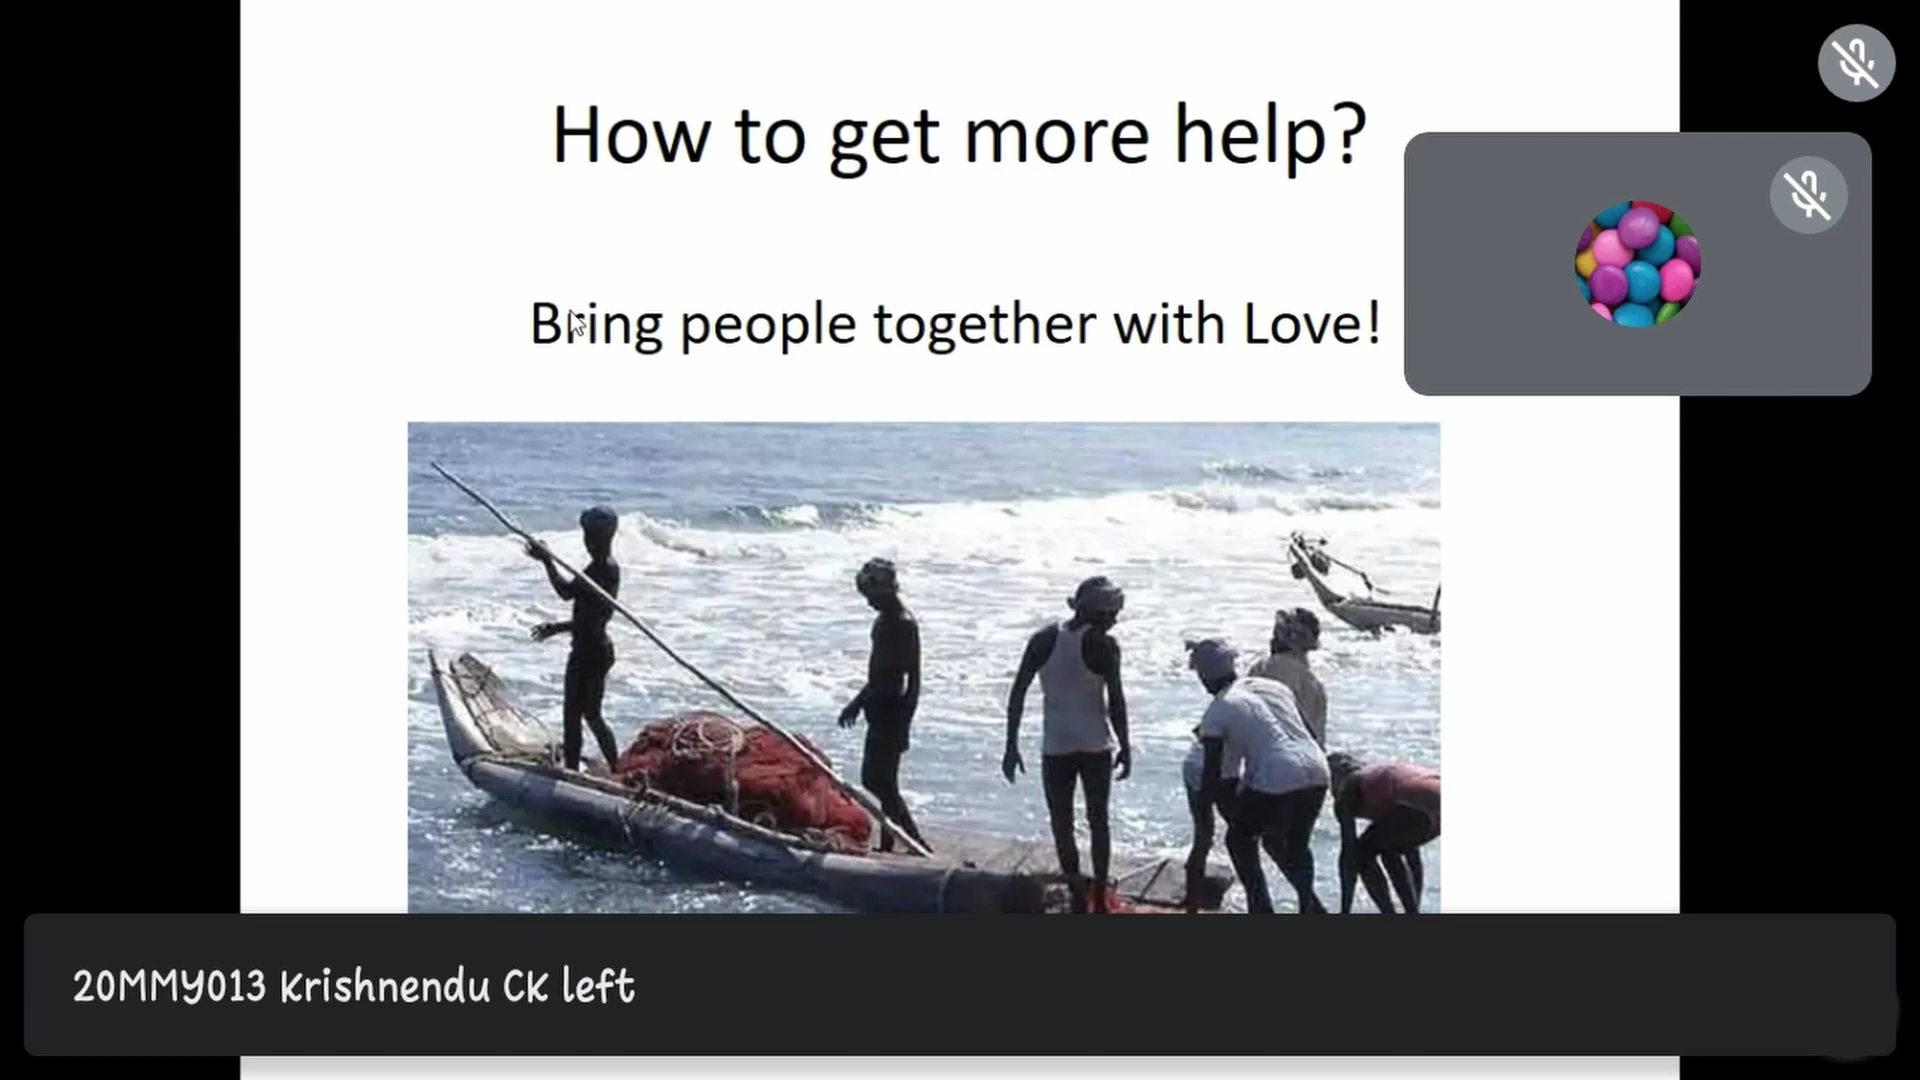 How to get more help?
Bring people together with Love!
20MMY013 Krishnendu CK left